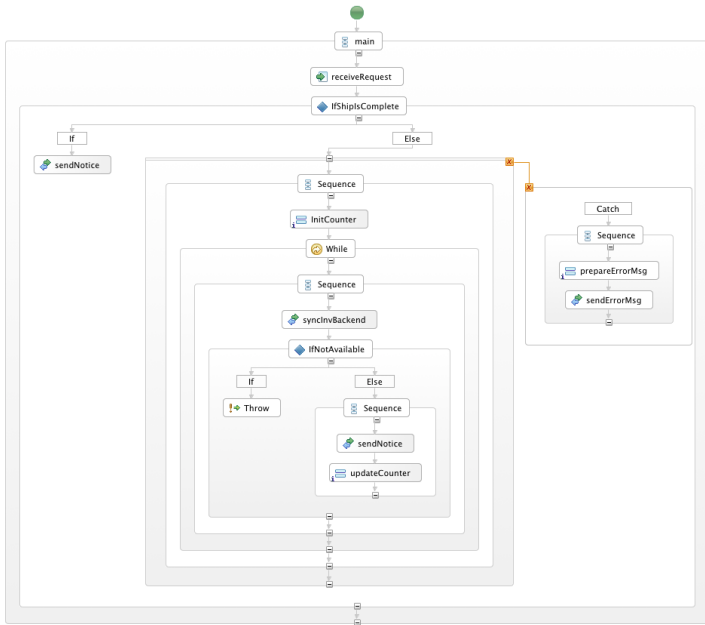 main
receiveRequest
IfShipIsComplete
If
Else
sendNotice
x
x
Sequence
Catch
InitCounter
i
Sequence
While
prepareErrorMsg
i
Sequence
sendErrorMsg
syncInvBackend
IfNotAvailable
If
Else
Throw
Sequence
sendNotice
updateCounter
i